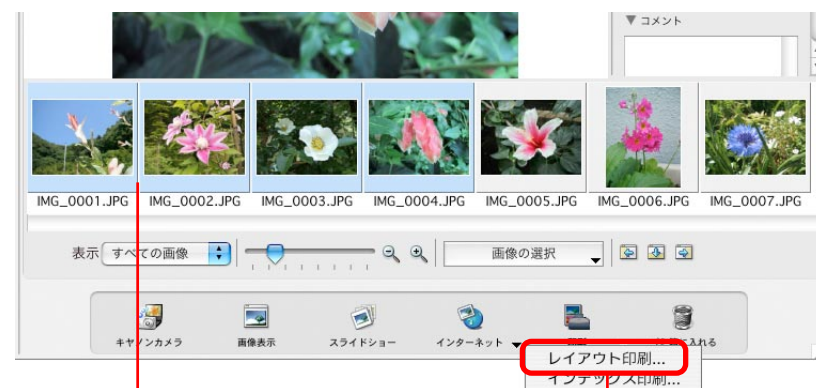 コメント
IMG_0001.JPG IMG_0002.JPG IMG_0003.JPG IMG_0004.JPG IMG_0005.JPG IMG_0006.JPG IMG_0007.JPG
表示 すべての画像 画像の選択
キヤノンカメラ 画像表示 スライドショー インターネット 入れる
レイアウト印刷...
インデックス印刷...